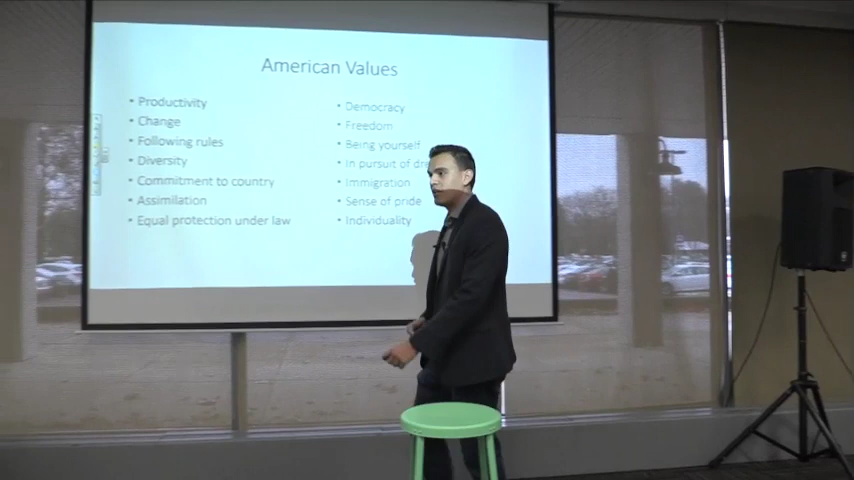 American Values
• Productivity
• Change
• Following rules
• Diversity
• Commitment to country
• Assimilation
• Equal protection under law
• Democracy
• Freedom
• Being yourself
• In pursuit of
• Immigration
• Sense of pride
• Individuality